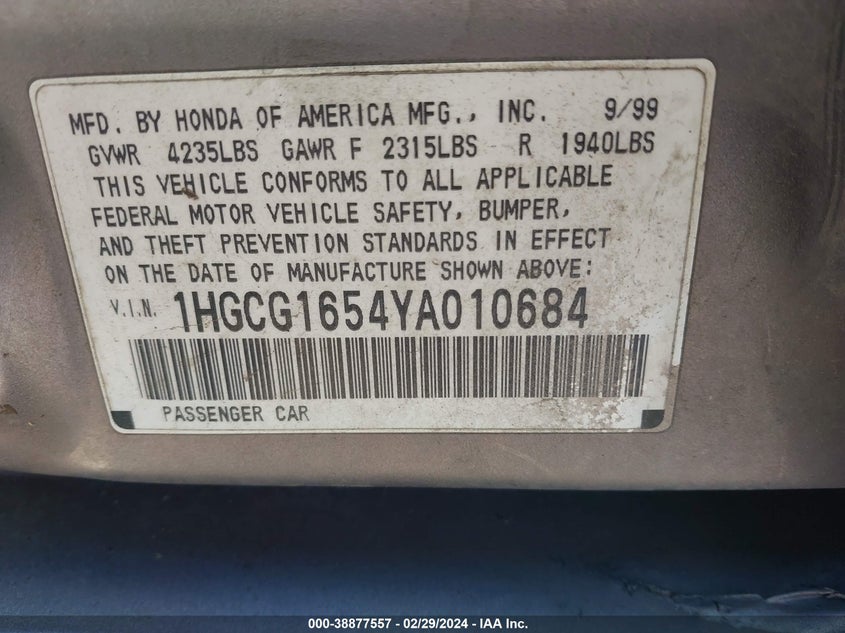 MFD. BY HONDA OF AMERICA MFG., INC. 9/99
GVWR 4235LBS GAWR F 2315LBS R 1940LBS
THIS VEHICLE CONFORMS TO ALL APPLICABLE
FEDERAL MOTOR VEHICLE SAFETY, BUMPER,
AND THEFT PREVENTION STANDARDS IN EFFECT
ON THE DATE OF MANUFACTURE SHOWN ABOVE:
V.I.N. 1HGCG1654YA010684
PASSENGER CAR
000-38877557 - 02/29/2024 - IAA Inc.